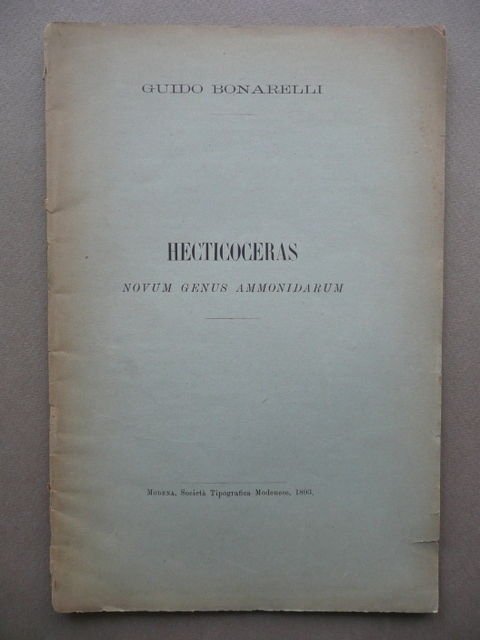 GUIDO BONARELLI
HECTICOCERAS
NOVUM GENUS AMMONIDARUM
MODENA, Società Tipografica Modenese, 1893.